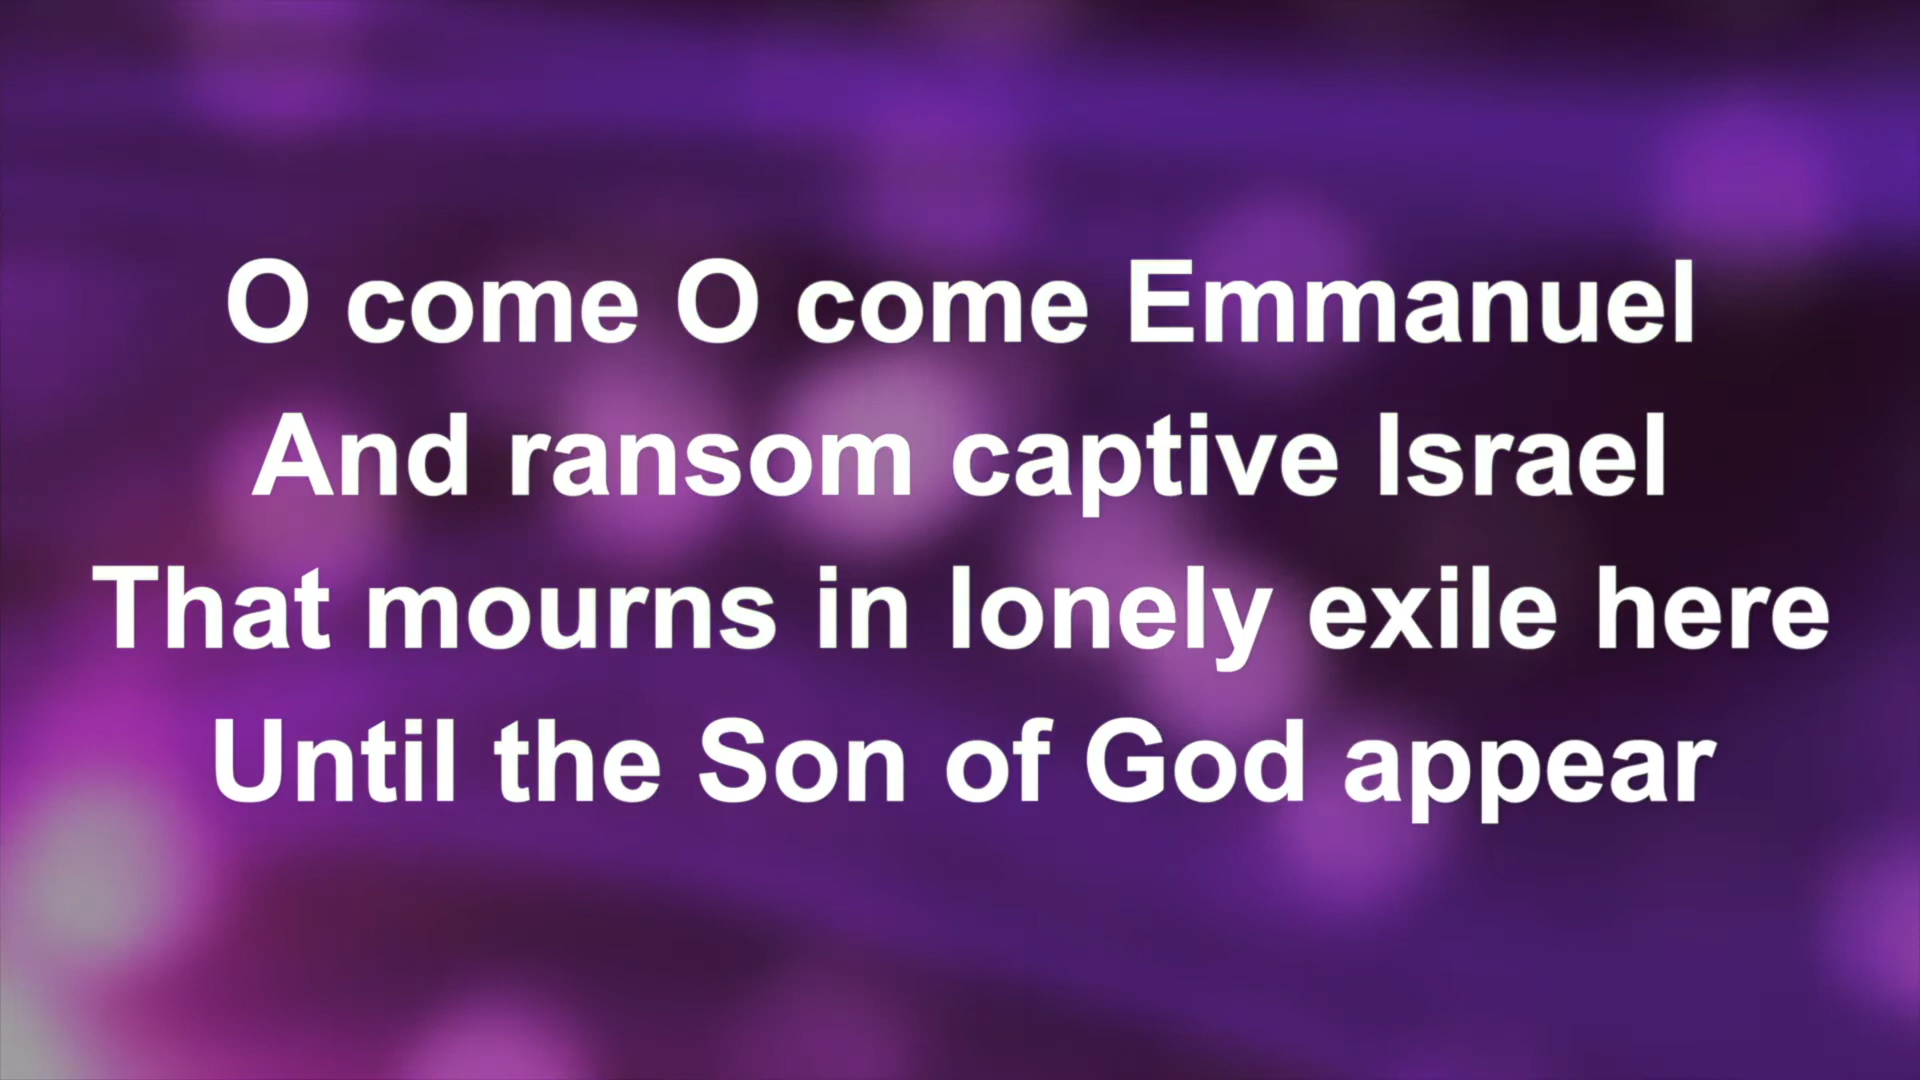 O come O come Emmanuel
And ransom captive Israel
That mourns in lonely exile here
Until the Son of God appear